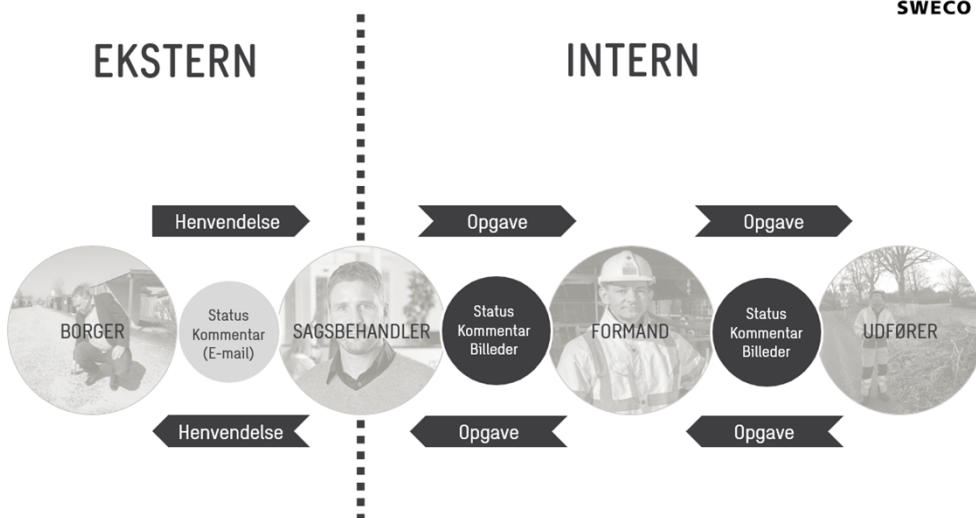 SWECO
EKSTERN
INTERN
Henvendelse
Opgave
Opgave
BORGER
Status
Kommentar
(E-mail)
SAGSBEHANDLER
Status
Kommentar
Billeder
FORMAND
Status
Kommentar
Billeder
UDFØRER
Henvendelse
Opgave
Opgave